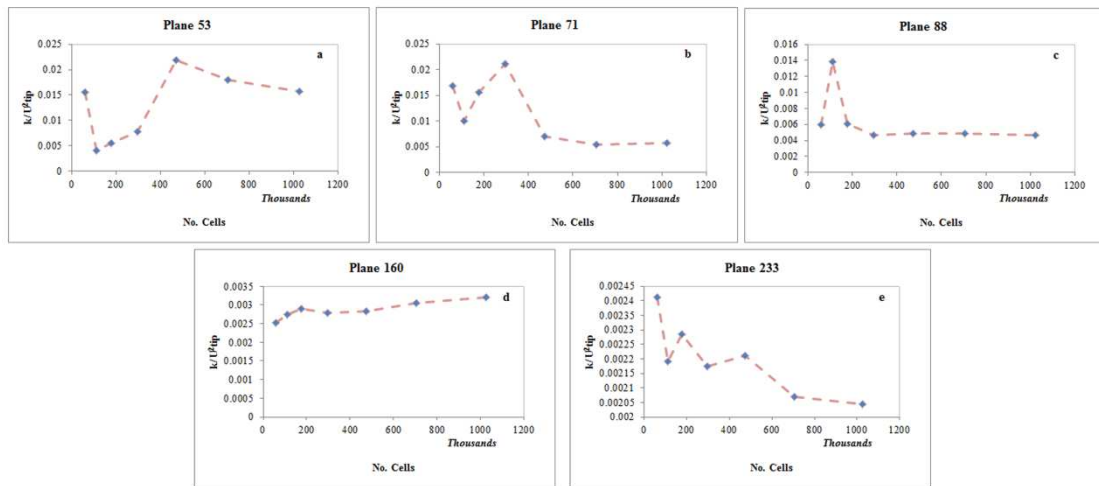 Plane 53
a
k/U²tip
0.025
0.02
0.015
0.01
0.005
0
0 200 400 600 800 1000 1200
Thousands
No. Cells
Plane 71
b
k/U²tip
0.025
0.02
0.015
0.01
0.005
0
0 200 400 600 800 1000 1200
Thousands
No. Cells
Plane 88
c
k/U²tip
0.016
0.014
0.012
0.01
0.008
0.006
0.004
0.002
0
0 200 400 600 800 1000 1200
Thousands
No. Cells
Plane 160
d
k/U²tip
0.0035
0.003
0.0025
0.002
0.0015
0.001
0.0005
0
0 200 400 600 800 1000 1200
Thousands
No. Cells
Plane 233
e
k/U²tip
0.00245
0.0024
0.00235
0.0023
0.00225
0.0022
0.00215
0.0021
0.00205
0.002
0 200 400 600 800 1000 1200
Thousands
No. Cells